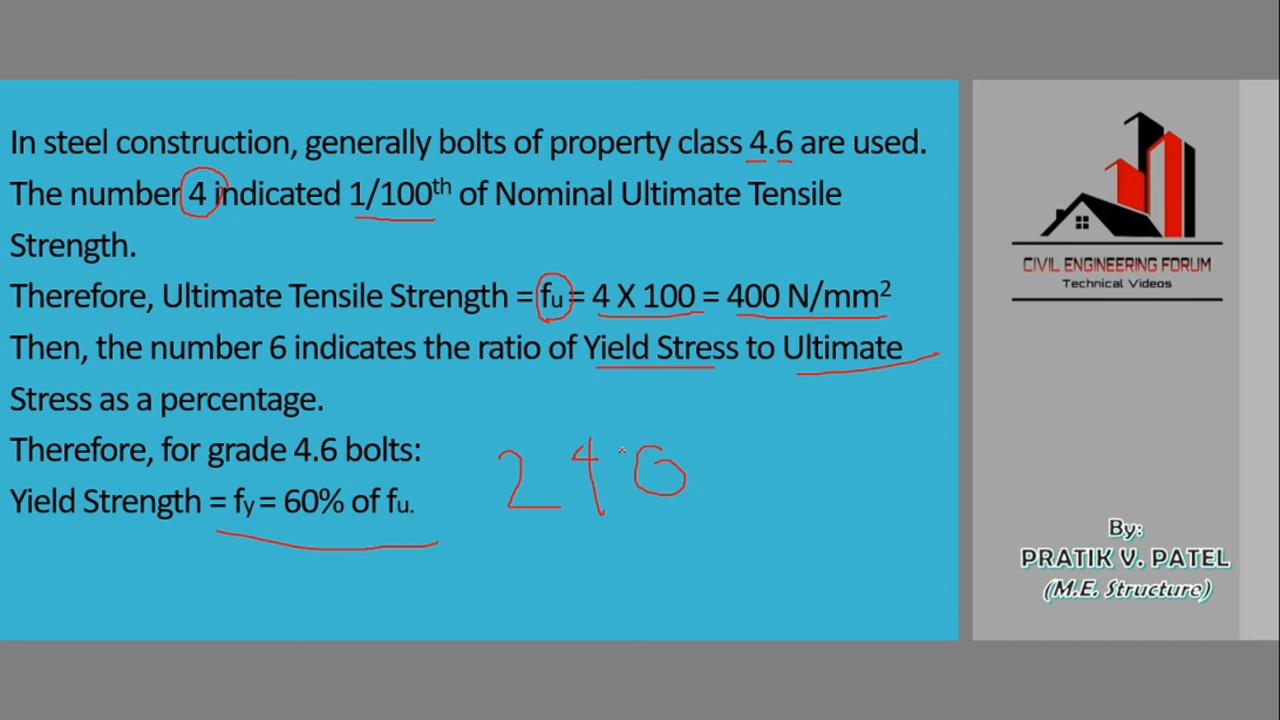 In steel construction, generally bolts of property class 4.6 are used.
The number 4 indicated 1/100th of Nominal Ultimate Tensile
Strength.
Therefore, Ultimate Tensile Strength = fu = 4 X 100 = 400 N/mm²
Then, the number 6 indicates the ratio of Yield Stress to Ultimate
Stress as a percentage.
Therefore, for grade 4.6 bolts:
Yield Strength = fy = 60% of fu.
240
CIVIL ENGINEERING FORUM
Technical Videos
By:
PRATIK V. PATEL
(M.E. Structure)